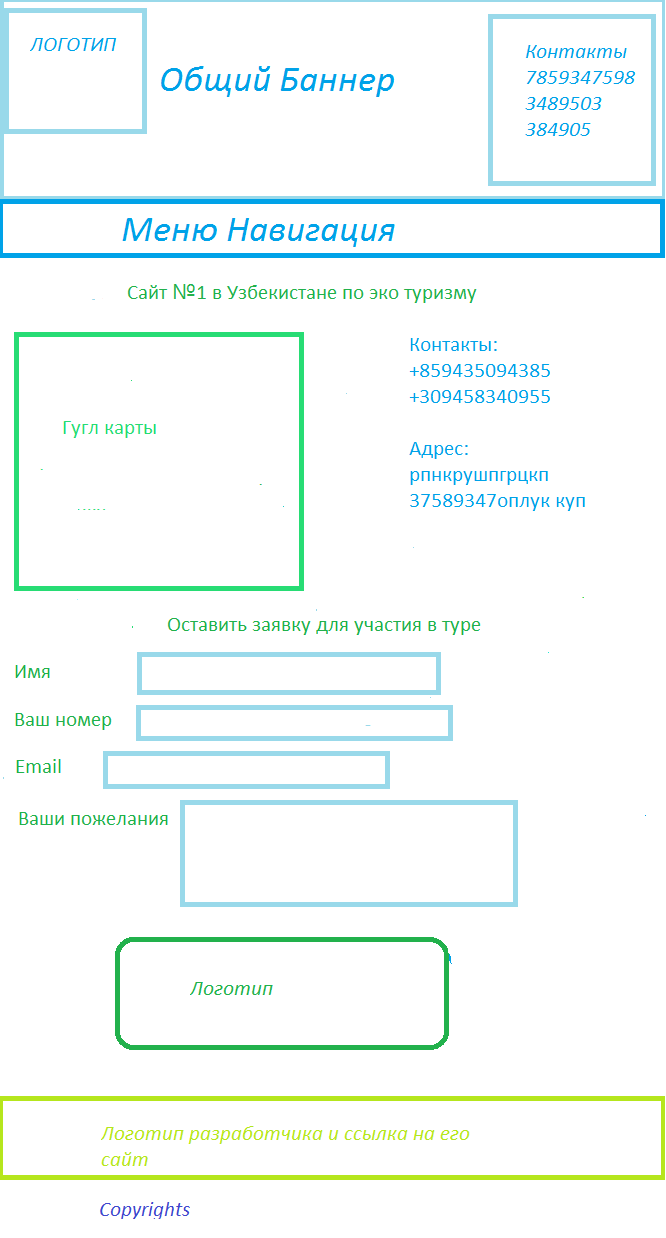 ЛОГОТИП
Общий Баннер
Контакты
7859347598
3489503
384905
Меню Навигация
Сайт №1 в Узбекистане по эко туризму
Гугл карты
Контакты:
+859435094385
+309458340955
Адрес:
рпнкрушпгрцкп
37589347оплук куп
Оставить заявку для участия в туре
Имя
Ваш номер
Email
Ваши пожелания
Логотип
Логотип разработчика и ссылка на его
сайт
Copyrights